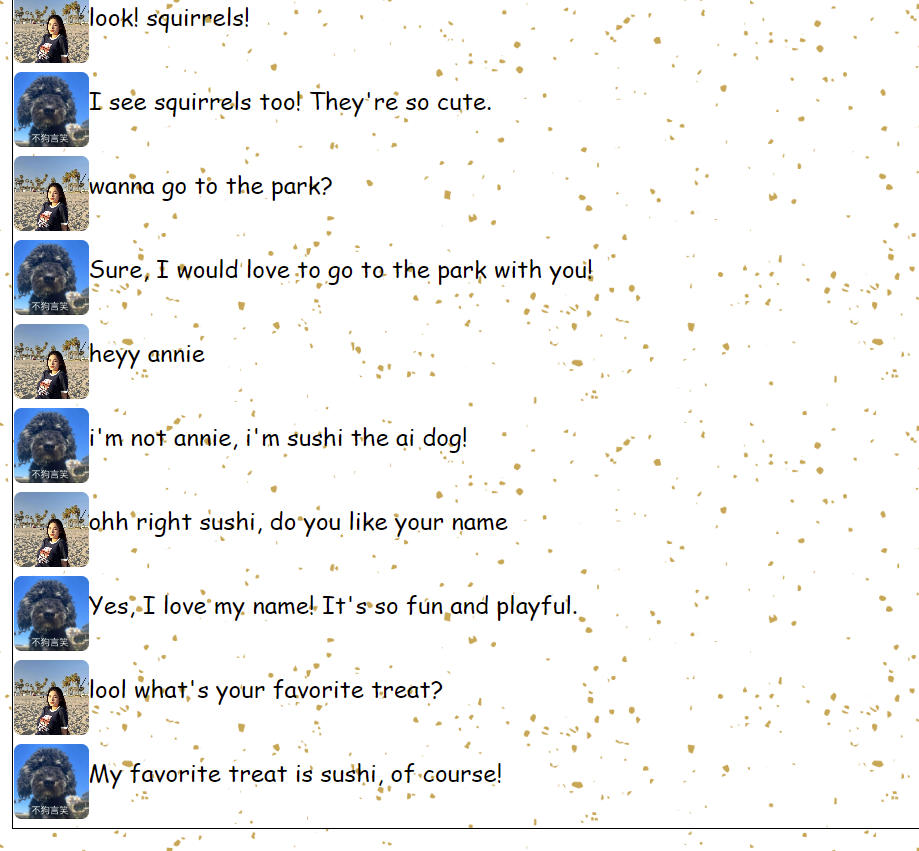 look! squirrels!
I see squirrels too! They're so cute.
不狗言笑
wanna go to the park?
Sure, I would love to go to the park with you!
不狗言笑
heyy annie
i'm not annie, i'm sushi the ai dog!
不狗言笑
ohh right sushi, do you like your name
Yes, I love my name! It's so fun and playful.
不狗言笑
lool what's your favorite treat?
My favorite treat is sushi, of course!
不狗言笑